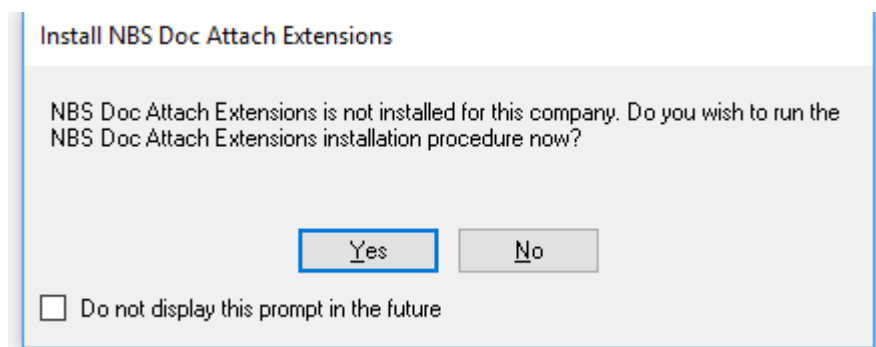 Install NBS Doc Attach Extensions
NBS Doc Attach Extensions is not installed for this company. Do you wish to run the
NBS Doc Attach Extensions installation procedure now?
Yes
No
Do not display this prompt in the future